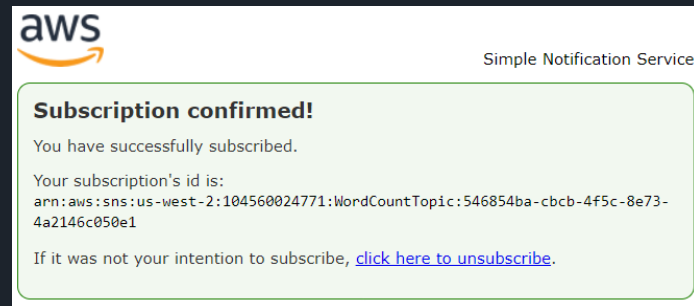 aws
Simple Notification Service
Subscription confirmed!
You have successfully subscribed.
Your subscription's id is:
arn:aws:sns:us-west-2:104560024771:WordCountTopic:546854ba-cbcb-4f5c-8e73-
4a2146c050e1
If it was not your intention to subscribe, click here to unsubscribe.